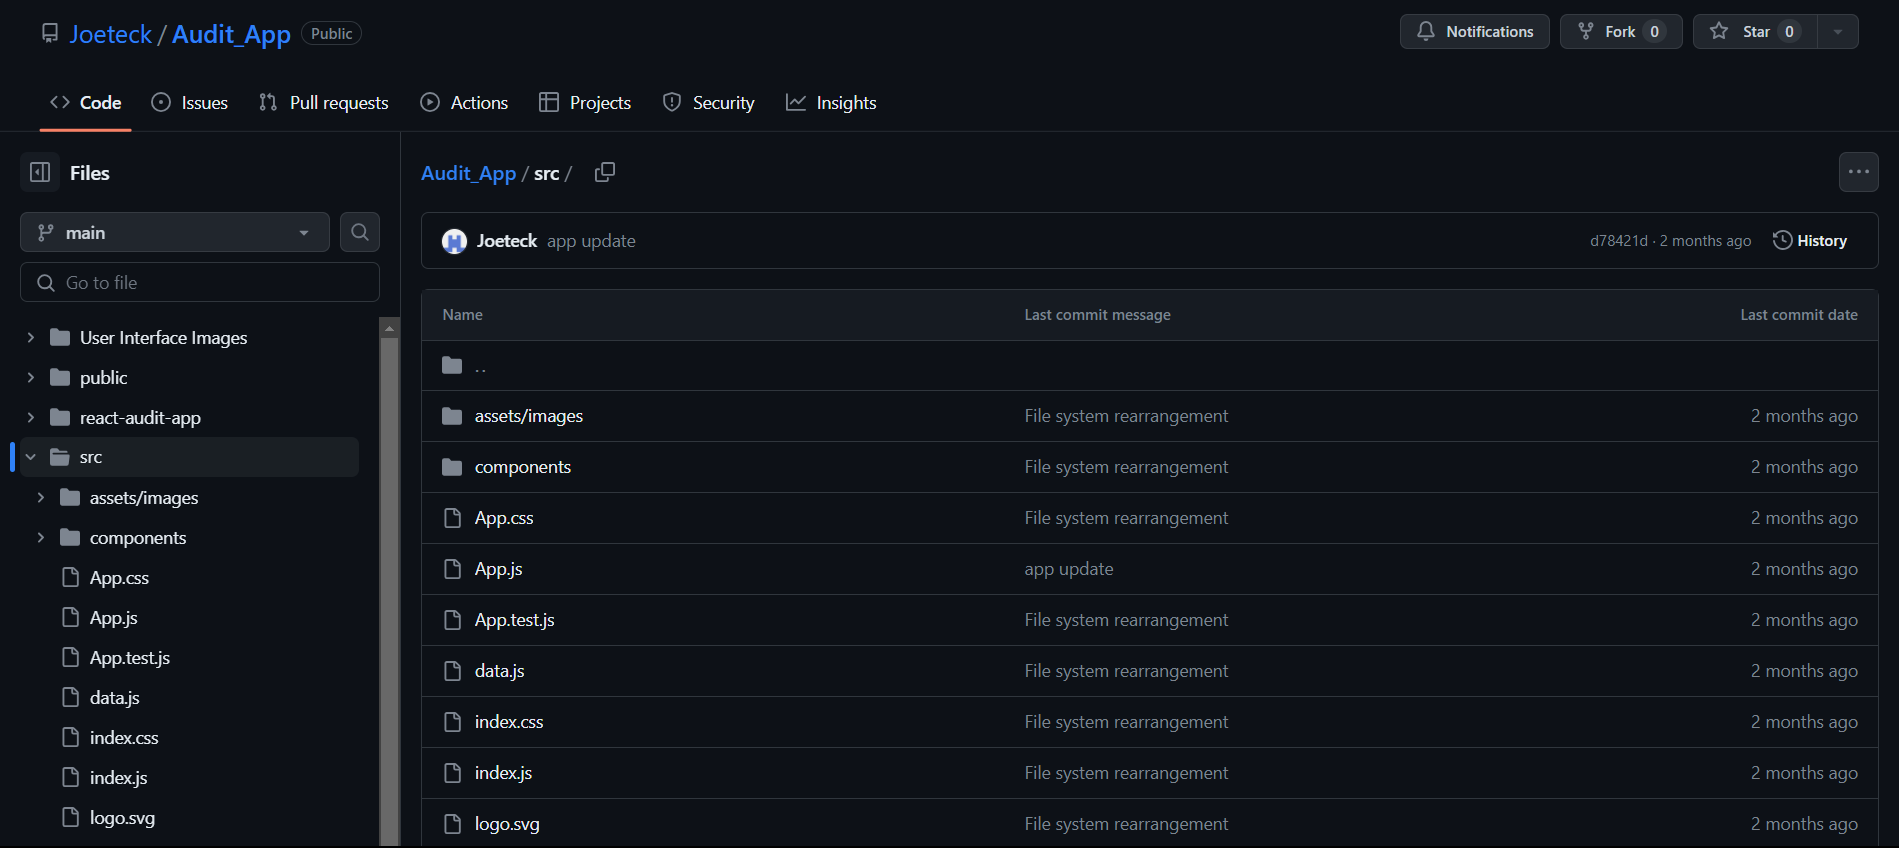 Joeteck / Audit_App Public
Notifications
Fork 0
Star 0
Code Issues Pull requests Actions Projects Security Insights
Files
main
Go to file
User Interface Images
public
react-audit-app
src
assets/images
components
App.css
App.js
App.test.js
data.js
index.css
index.js
logo.svg
Audit_App / src /
Joeteck app update
d78421d · 2 months ago
History
Name Last commit message Last commit date
..
assets/images File system rearrangement 2 months ago
components File system rearrangement 2 months ago
App.css File system rearrangement 2 months ago
App.js app update 2 months ago
App.test.js File system rearrangement 2 months ago
data.js File system rearrangement 2 months ago
index.css File system rearrangement 2 months ago
index.js File system rearrangement 2 months ago
logo.svg File system rearrangement 2 months ago